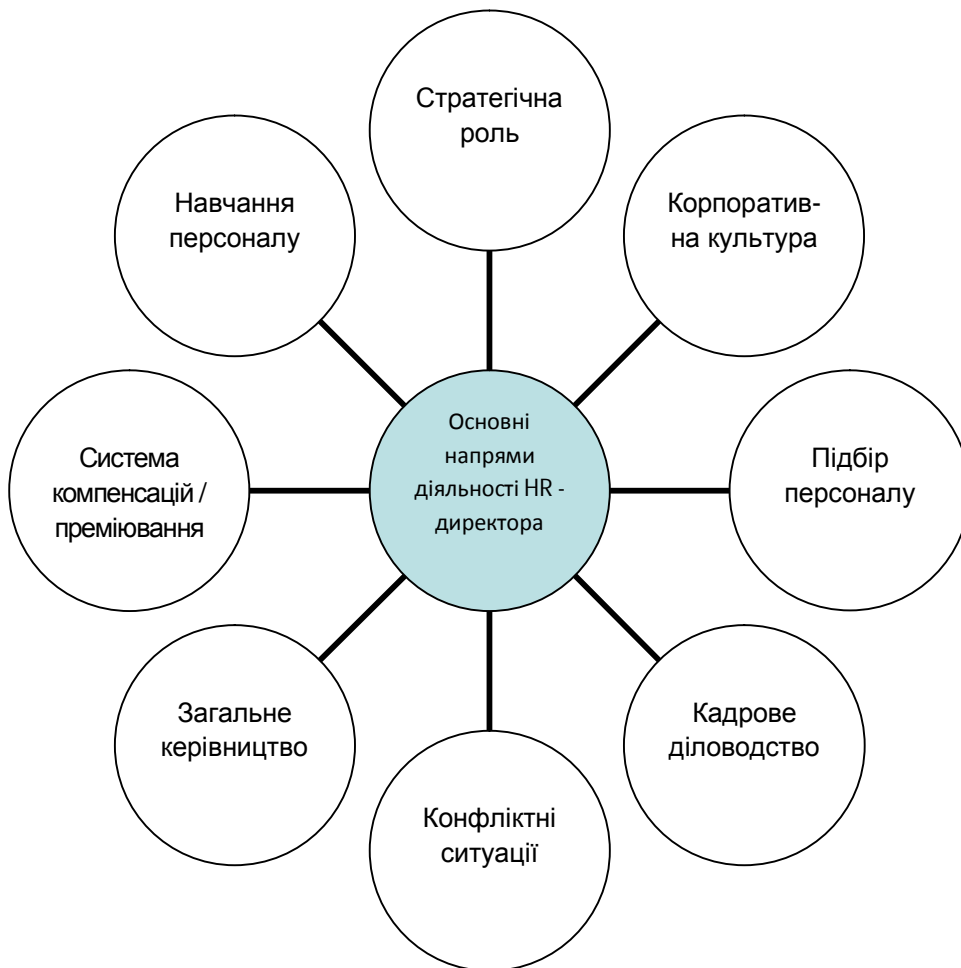 Стратегічна
роль
Навчання
персоналу
Корпоратив-
на культура
Основні
напрями
діяльності HR -
директора
Система
компенсацій /
преміювання
Підбір
персоналу
Загальне
керівництво
Кадрове
діловодство
Конфліктні
ситуації